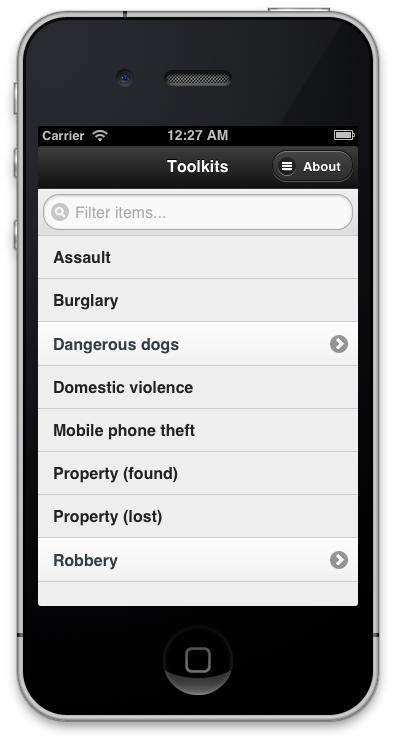 Carrier 12:27 AM
Toolkits About
Filter items...
Assault
Burglary
Dangerous dogs
Domestic violence
Mobile phone theft
Property (found)
Property (lost)
Robbery